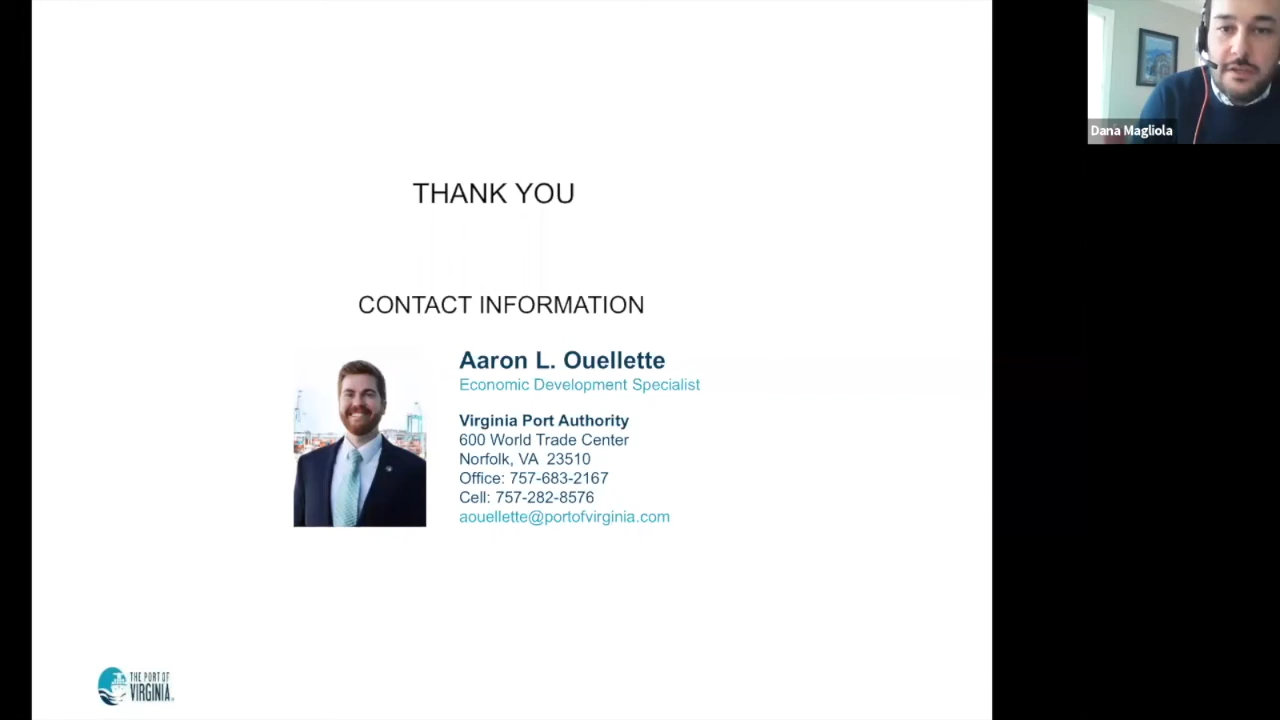 Dana Magliola
THANK YOU
CONTACT INFORMATION
Aaron L. Ouellette
Economic Development Specialist
Virginia Port Authority
600 World Trade Center
Norfolk, VA 23510
Office: 757-683-2167
Cell: 757-282-8576
aouellette@portofvirginia.com
THE PORT OF
VIRGINIA